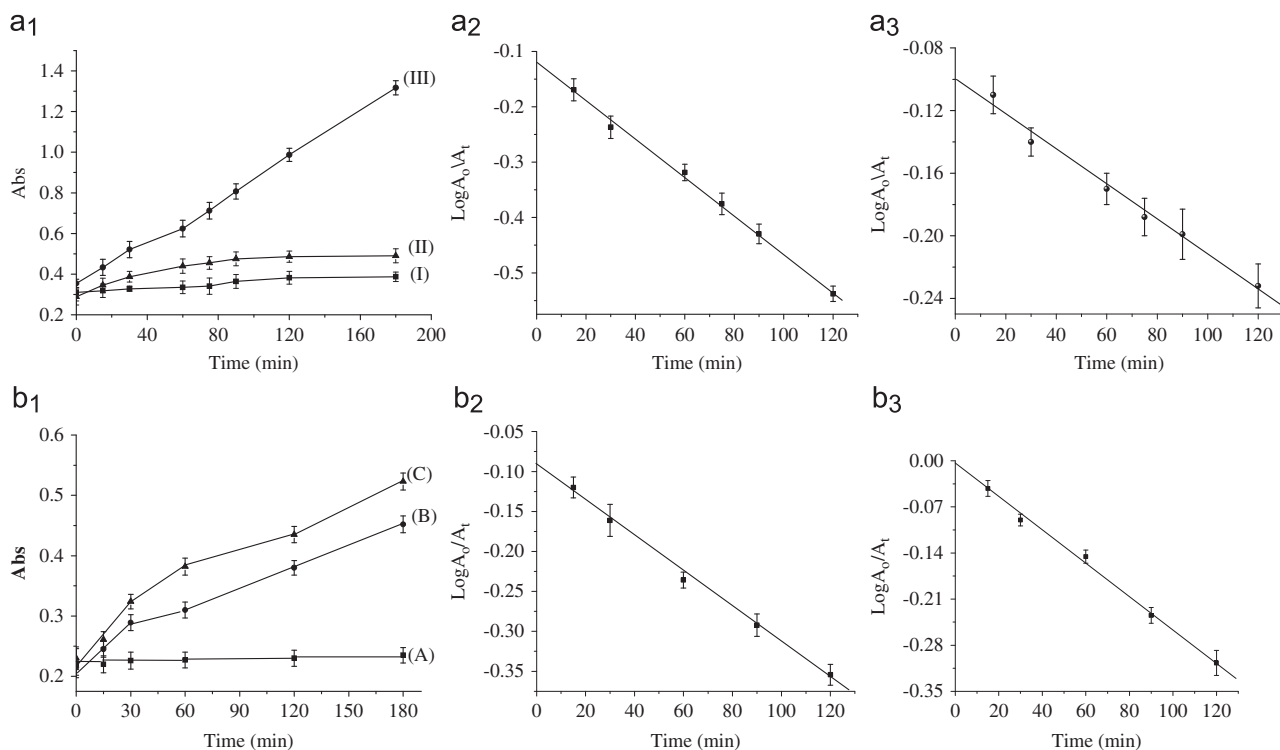 a1
Abs
1.4
1.2
1.0
0.8
0.6
0.4
0.2
(III)
(II)
(I)
0 40 80 120 160 200
Time (min)
a2
LogAo\At
-0.1
-0.2
-0.3
-0.4
-0.5
0 20 40 60 80 100 120
Time (min)
a3
LogAo\At
-0.08
-0.12
-0.16
-0.20
-0.24
0 20 40 60 80 100 120
Time (min)
b1
Abs
0.6
0.5
0.4
0.3
0.2
(C)
(B)
(A)
0 30 60 90 120 150 180
Time (min)
b2
LogAo/At
-0.05
-0.10
-0.15
-0.20
-0.25
-0.30
-0.35
0 20 40 60 80 100 120
Time (min)
b3
LogAo/At
0.00
-0.07
-0.14
-0.21
-0.28
-0.35
0 20 40 60 80 100 120
Time (min)